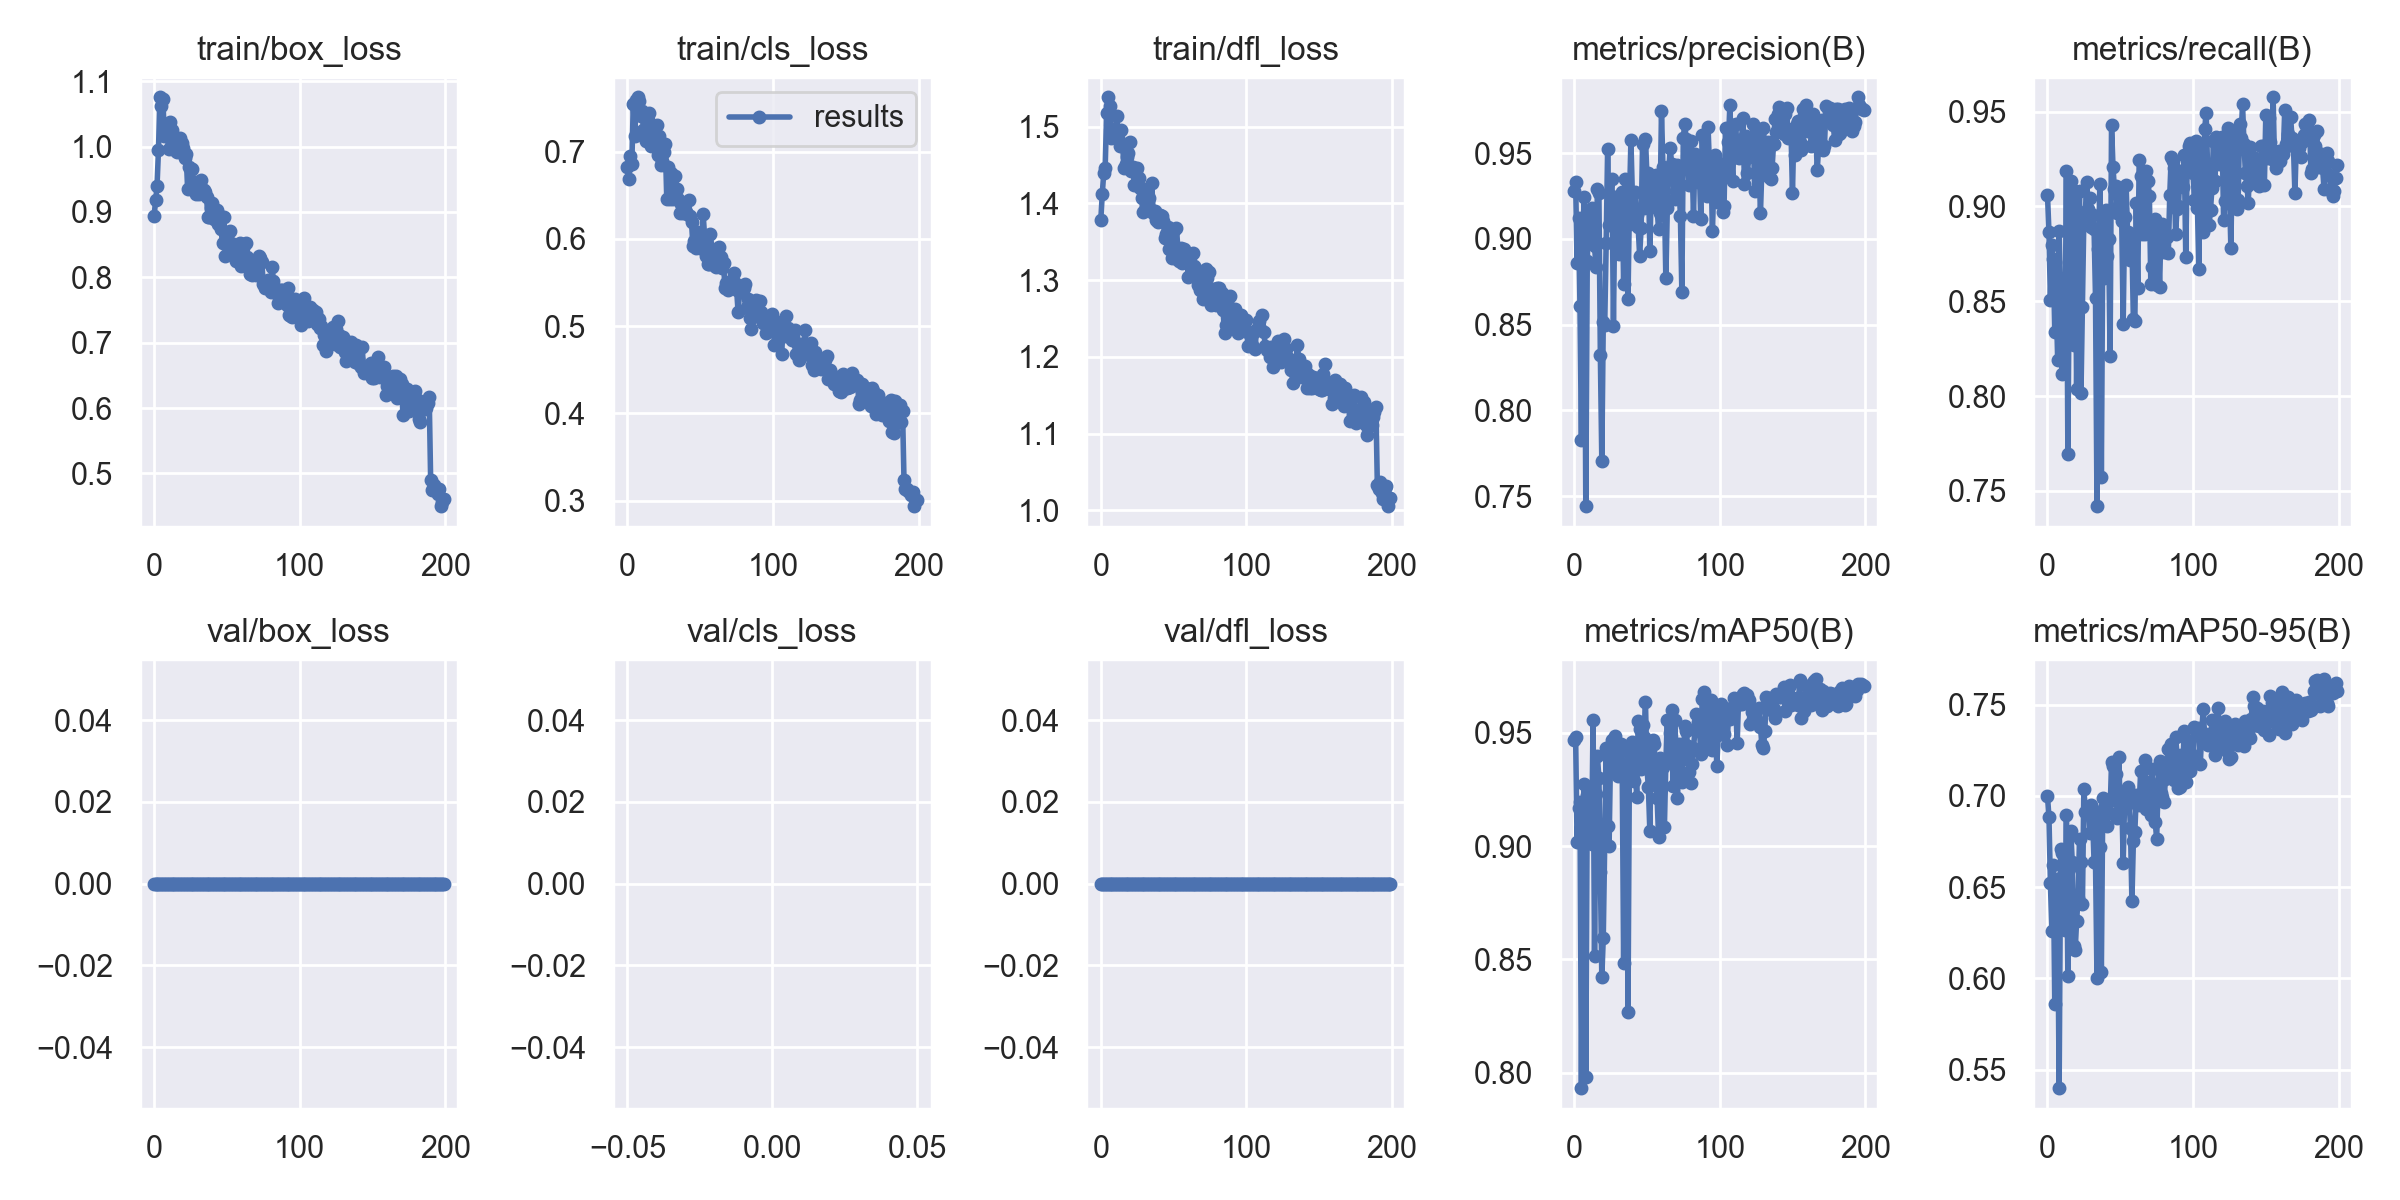 train/box_loss
train/cls_loss
train/dfl_loss
metrics/precision(B)
metrics/recall(B)
1.1
1.0
0.9
0.8
0.7
0.6
0.5
0 100 200
results
0.7
0.6
0.5
0.4
0.3
0 100 200
1.5
1.4
1.3
1.2
1.1
1.0
0 100 200
0.95
0.90
0.85
0.80
0.75
0 100 200
0.95
0.90
0.85
0.80
0.75
0 100 200
val/box_loss
val/cls_loss
val/dfl_loss
metrics/mAP50(B)
metrics/mAP50-95(B)
0.04
0.02
0.00
−0.02
−0.04
0 100 200
0.04
0.02
0.00
−0.02
−0.04
−0.05 0.00 0.05
0.04
0.02
0.00
−0.02
−0.04
0 100 200
0.95
0.90
0.85
0.80
0 100 200
0.75
0.70
0.65
0.60
0.55
0 100 200